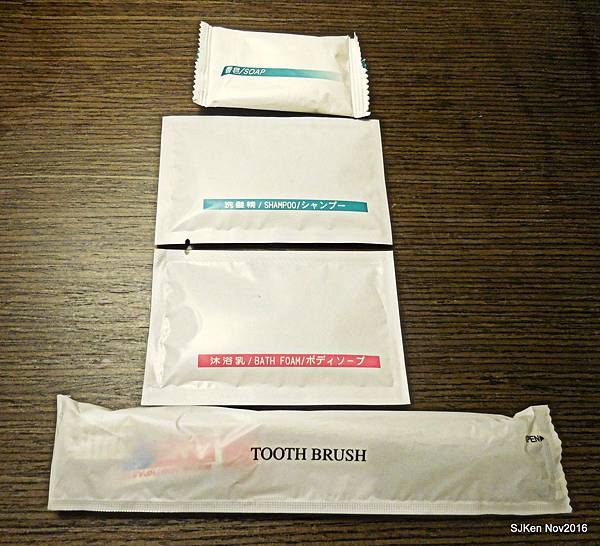 香皂/SOAP
洗髮精/SHAMPOO/シャンプー
沐浴乳/BATH FOAM/ボディソープ
TOOTH BRUSH
SJKen Nov2016